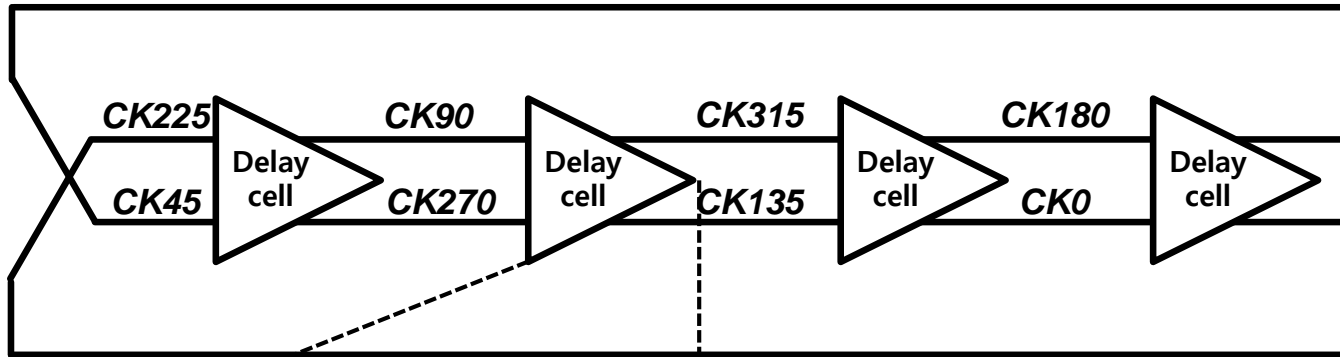 CK225
CK90
CK315
CK180
Delay
cell
Delay
cell
Delay
cell
Delay
cell
CK45
CK270
CK135
CK0